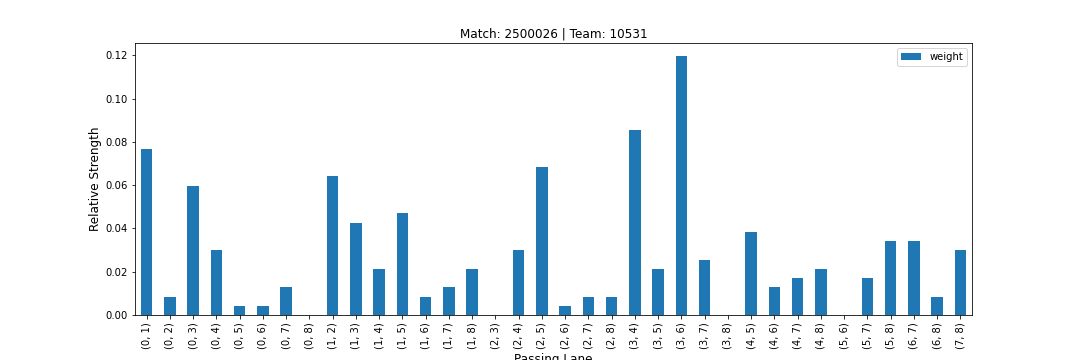 Match: 2500026 | Team: 10531
weight
Relative Strength
0.12
0.10
0.08
0.06
0.04
0.02
0.00
(0, 1) (0, 2) (0, 3) (0, 4) (0, 5) (0, 6) (0, 7) (0, 8) (1, 2) (1, 3) (1, 4) (1, 5) (1, 6) (1, 7) (1, 8) (2, 3) (2, 4) (2, 5) (2, 6) (2, 7) (2, 8) (3, 4) (3, 5) (3, 6) (3, 7) (3, 8) (4, 5) (4, 6) (4, 7) (4, 8) (5, 6) (5, 7) (5, 8) (6, 7) (6, 8) (7, 8)
Passing Lane